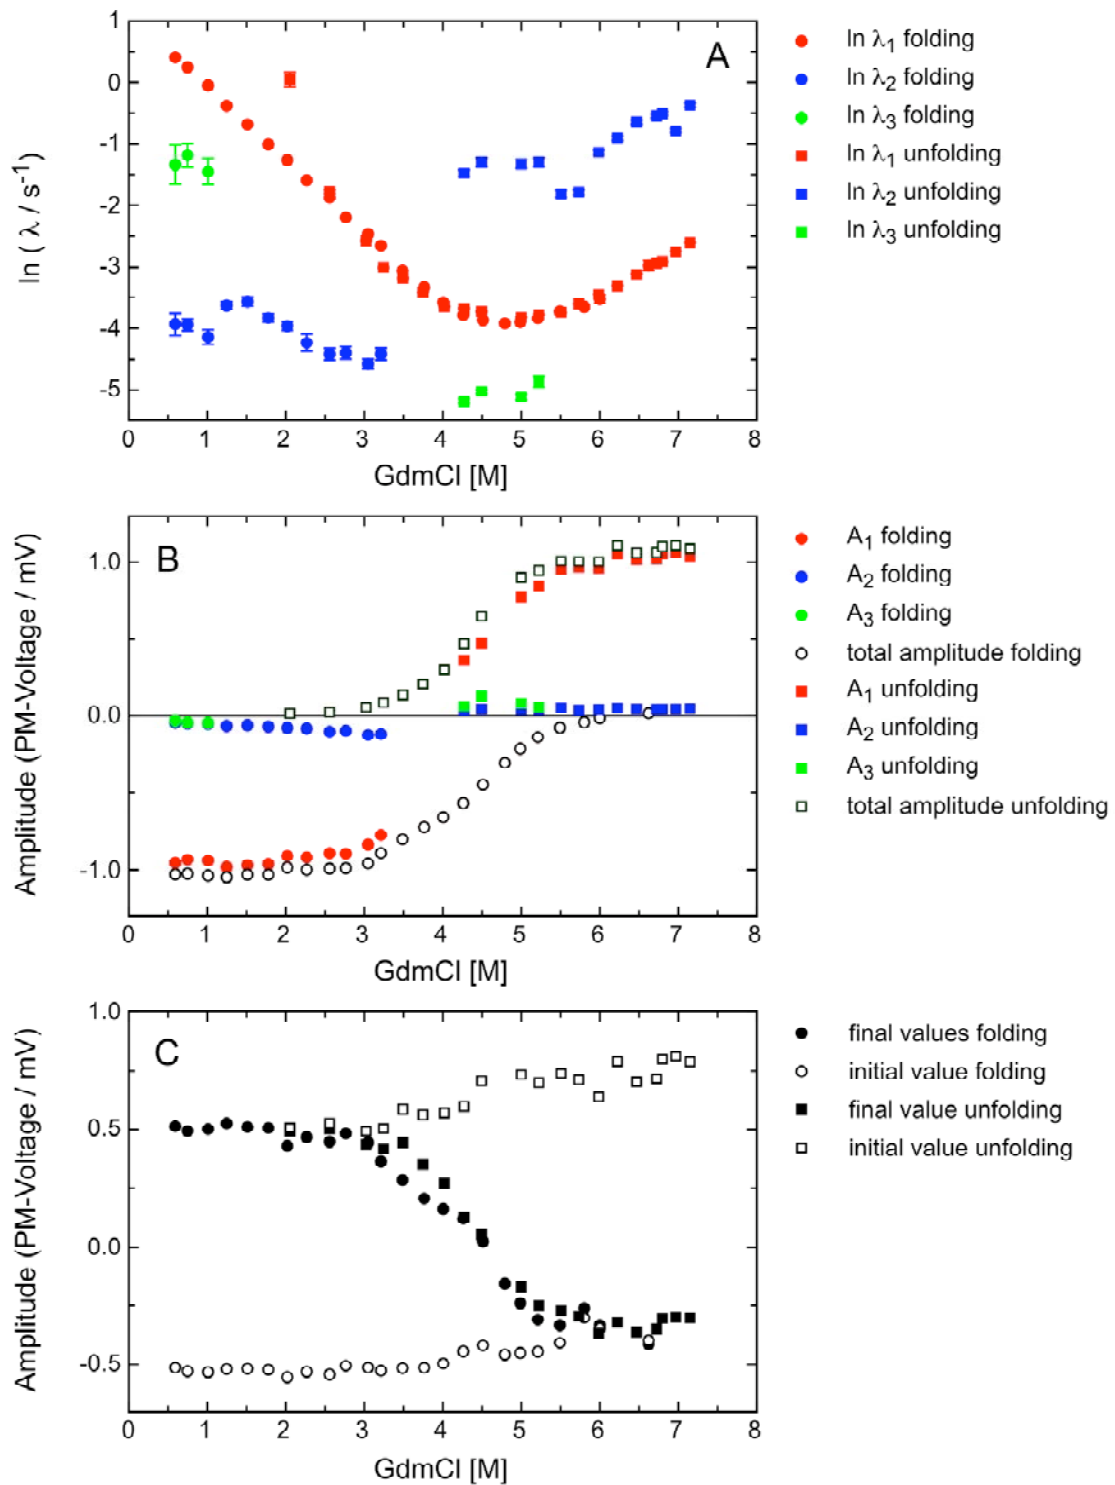 A
ln ( λ / s-1)
1
0
-1
-2
-3
-4
-5
0 1 2 3 4 5 6 7 8
GdmCl [M]
ln λ1 folding
ln λ2 folding
ln λ3 folding
ln λ1 unfolding
ln λ2 unfolding
ln λ3 unfolding
B
Amplitude (PM-Voltage / mV)
1.0
0.0
-1.0
0 1 2 3 4 5 6 7 8
GdmCl [M]
A1 folding
A2 folding
A3 folding
total amplitude folding
A1 unfolding
A2 unfolding
A3 unfolding
total amplitude unfolding
C
Amplitude (PM-Voltage / mV)
1.0
0.5
0.0
-0.5
0 1 2 3 4 5 6 7 8
GdmCl [M]
final values folding
initial value folding
final value unfolding
initial value unfolding